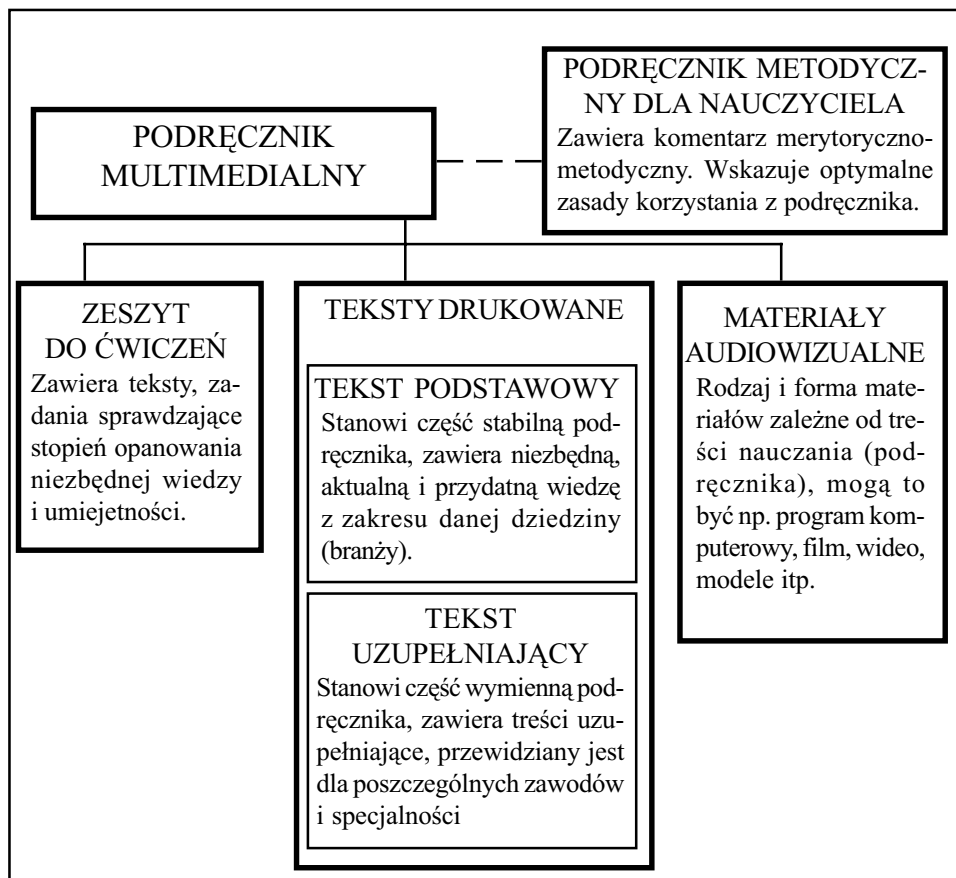 PODRĘCZNIK
MULTIMEDIALNY
PODRĘCZNIK METODYCZ-
NY DLA NAUCZYCIELA
Zawiera komentarz merytoryczno-
metodyczny. Wskazuje optymalne
zasady korzystania z podręcznika.
ZESZYT
DO ĆWICZEŃ
Zawiera teksty, za-
dania sprawdzające
stopień opanowania
niezbędnej wiedzy
i umiejetności.
TEKSTY DRUKOWANE
TEKST PODSTAWOWY
Stanowi część stabilną pod-
ręcznika, zawiera niezbędną,
aktualną i przydatną wiedzę
z zakresu danej dziedziny
(branży).
TEKST
UZUPEŁNIAJĄCY
Stanowi część wymienną pod-
ręcznika, zawiera treści uzu-
pełniające, przewidziany jest
dla poszczególnych zawodów
i specjalności
MATERIAŁY
AUDIOWIZUALNE
Rodzaj i forma mate-
riałów zależne od tre-
ści nauczania (pod-
ręcznika), mogą to
być np. program kom-
puterowy, film, wideo,
modele itp.